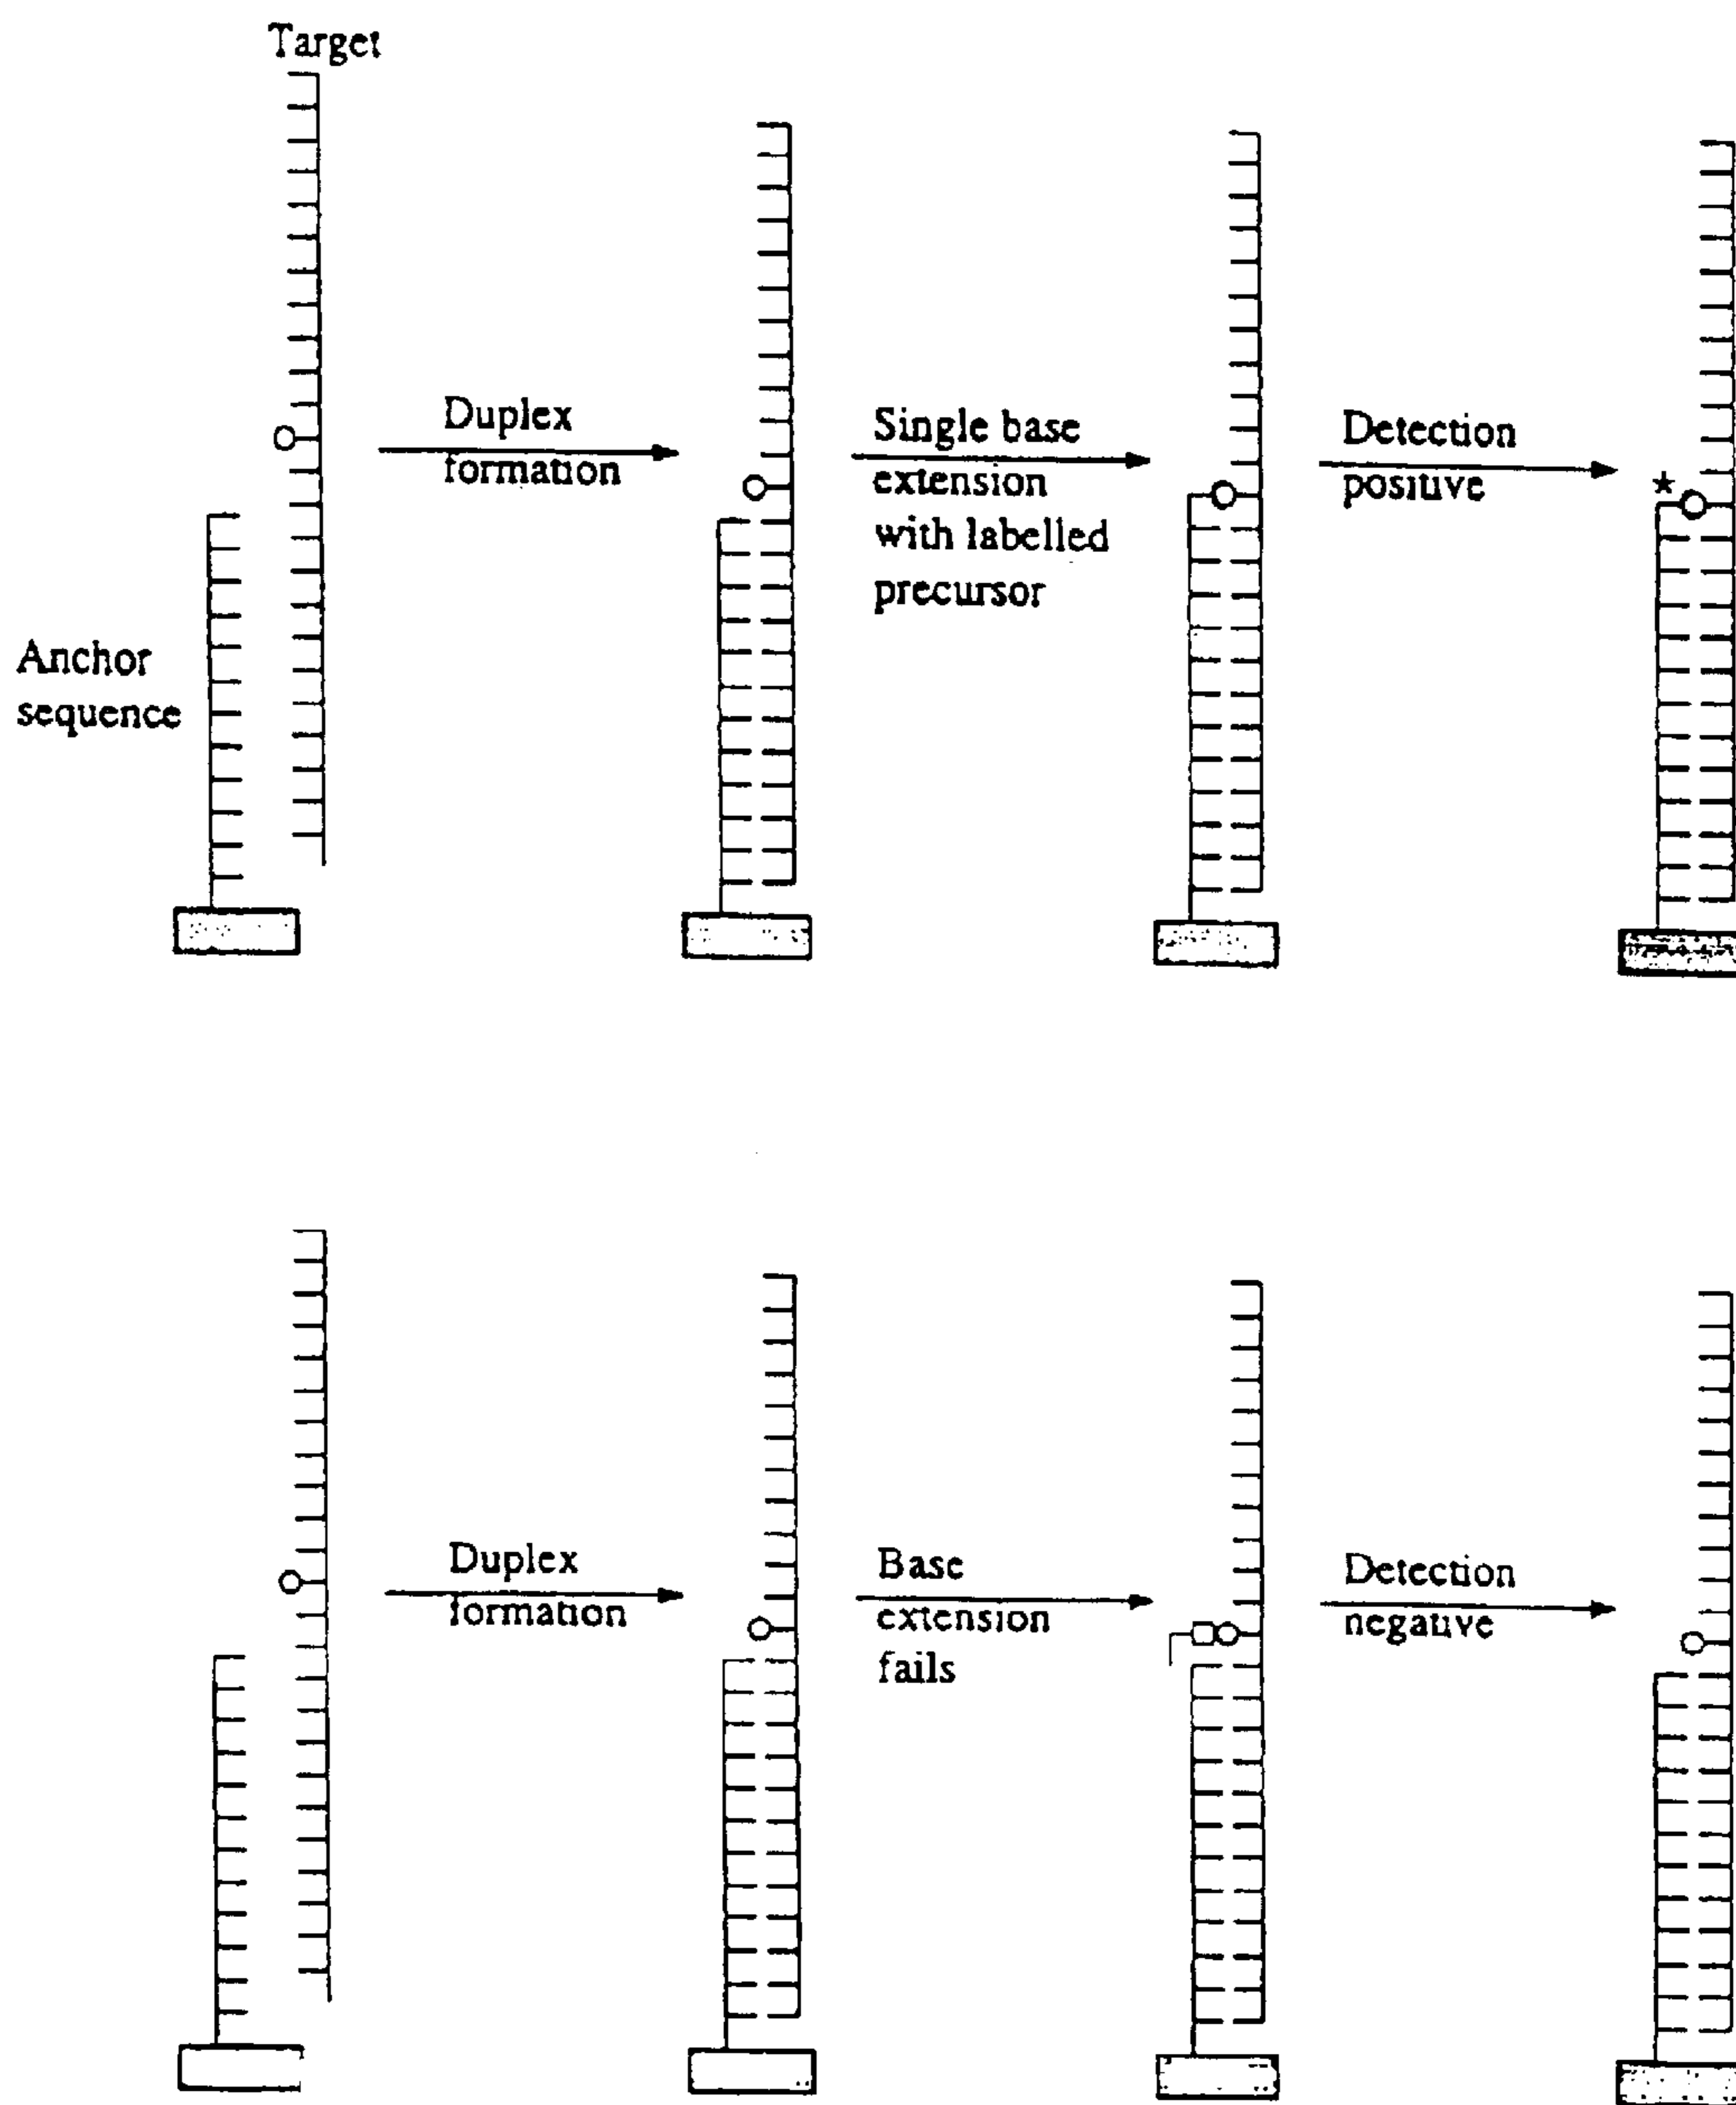 Target
Duplex
formation
Single base
extension
with labelled
precursor
Detection
positive
Anchor
sequence
Duplex
formation
Base
extension
fails
Detection
negative